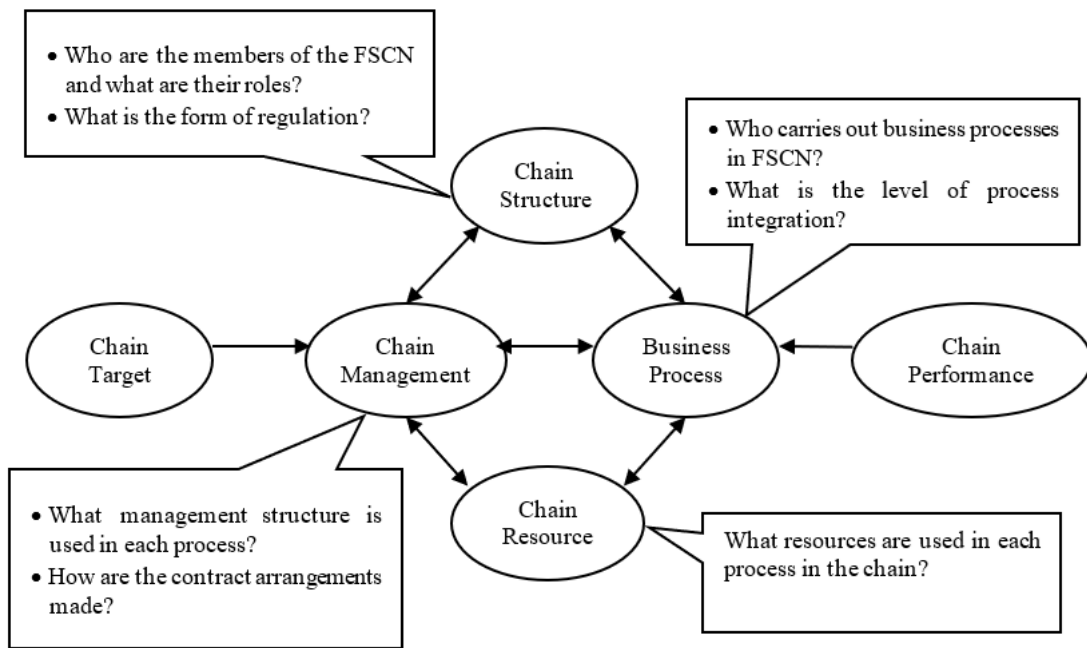 • Who are the members of the FSCN
and what are their roles?
• What is the form of regulation?
• Who carries out business processes
in FSCN?
• What is the level of process
integration?
Chain
Structure
Chain
Target
Chain
Management
Business
Process
Chain
Performance
• What management structure is
used in each process?
• How are the contract arrangements
made?
Chain
Resource
What resources are used in each
process in the chain?